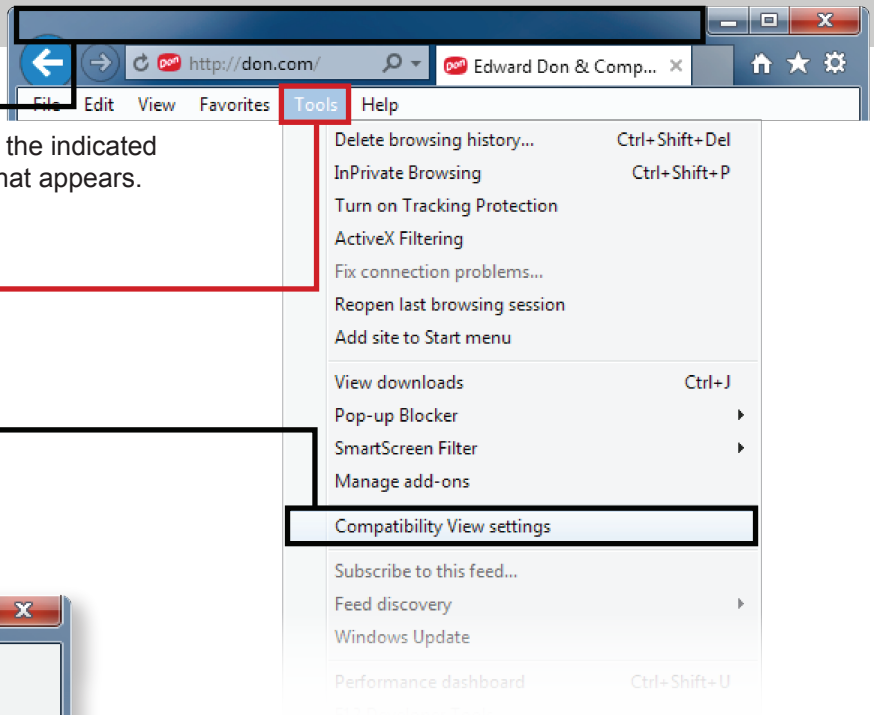 http://don.com/
Don Edward Don & Comp...
File Edit View Favorites Tools Help
the indicated
hat appears.
Delete browsing history... Ctrl+Shift+Del
InPrivate Browsing Ctrl+Shift+P
Turn on Tracking Protection
ActiveX Filtering
Fix connection problems...
Reopen last browsing session
Add site to Start menu
View downloads Ctrl+J
Pop-up Blocker
SmartScreen Filter
Manage add-ons
Compatibility View settings
Subscribe to this feed...
Feed discovery
Windows Update
Performance dashboard Ctrl+Shift+U